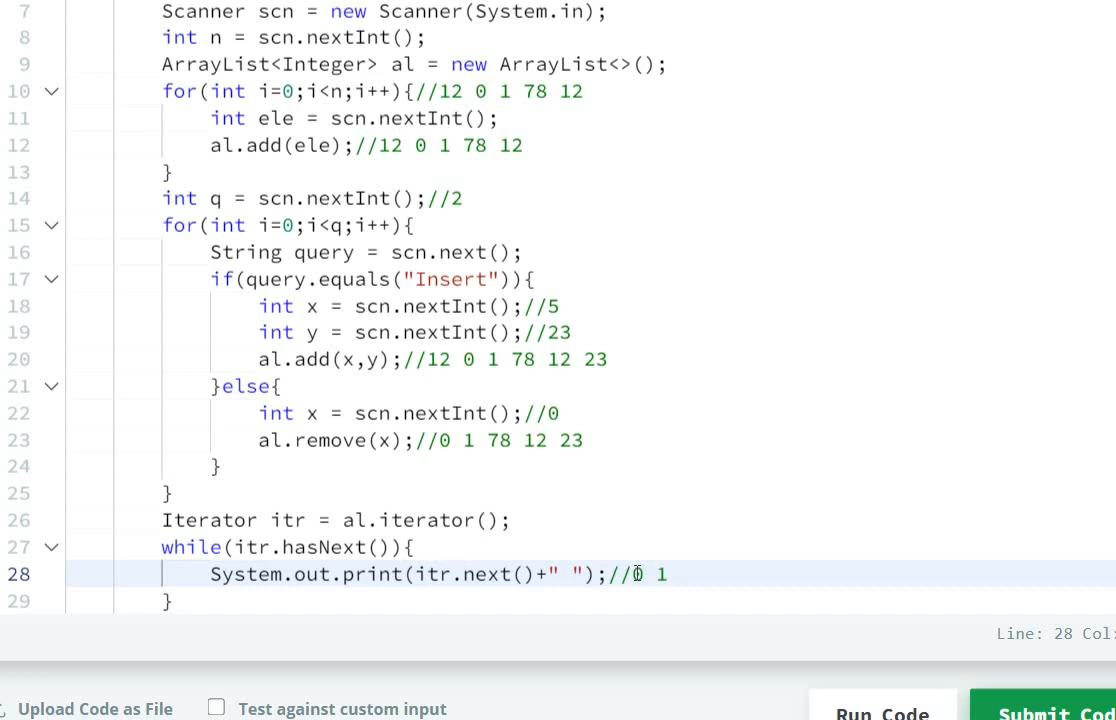 7 Scanner scn = new Scanner(System.in);
8 int n = scn.nextInt();
9 ArrayList<Integer> al = new ArrayList<>();
10 for(int i=0;i<n;i++){//12 0 1 78 12
11 int ele = scn.nextInt();
12 al.add(ele);//12 0 1 78 12
13 }
14 int q = scn.nextInt();//2
15 for(int i=0;i<q;i++){
16 String query = scn.next();
17 if(query.equals("Insert")){
18 int x = scn.nextInt();//5
19 int y = scn.nextInt();//23
20 al.add(x,y);//12 0 1 78 12 23
21 }else{
22 int x = scn.nextInt();//0
23 al.remove(x);//0 1 78 12 23
24 }
25 }
26 Iterator itr = al.iterator();
27 while(itr.hasNext()){
28 System.out.print(itr.next()+" ");//0 1
29 }
Line: 28 Col:
Upload Code as File Test against custom input Run Code Submit Cod